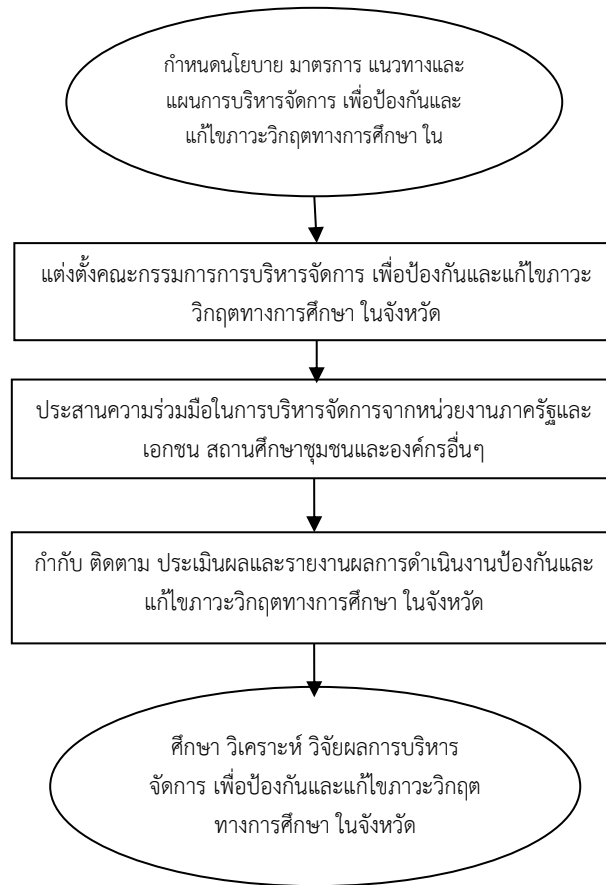 กำหนดนโยบาย มาตรการ แนวทางและ
แผนการบริหารจัดการ เพื่อป้องกันและ
แก้ไขภาวะวิกฤตทางการศึกษา ใน
แต่งตั้งคณะกรรมการการบริหารจัดการ เพื่อป้องกันและแก้ไขภาวะ
วิกฤตทางการศึกษา ในจังหวัด
ประสานความร่วมมือในการบริหารจัดการจากหน่วยงานภาครัฐและ
เอกชน สถานศึกษาชุมชนและองค์กรอื่นๆ
กำกับ ติดตาม ประเมินผลและรายงานผลการดำเนินงานป้องกันและ
แก้ไขภาวะวิกฤตทางการศึกษา ในจังหวัด
ศึกษา วิเคราะห์ วิจัยผลการบริหาร
จัดการ เพื่อป้องกันและแก้ไขภาวะวิกฤต
ทางการศึกษา ในจังหวัด